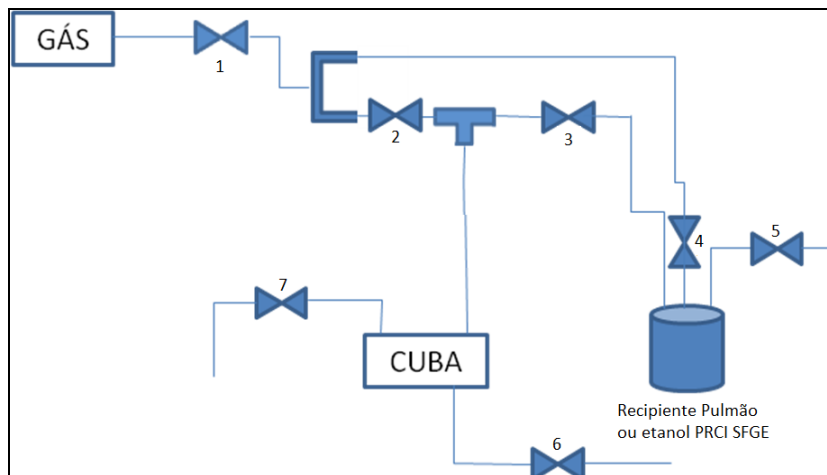 GÁS
1
2
3
4
5
7
CUBA
Recipiente Pulmão
ou etanol PRCI SFGE
6